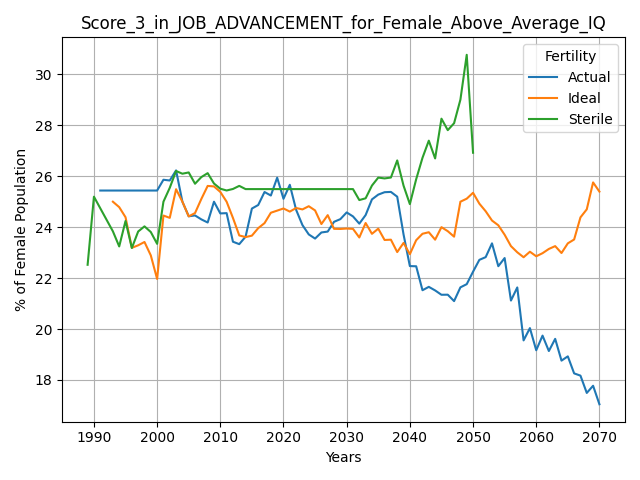 Score_3_in_JOB_ADVANCEMENT_for_Female_Above_Average_IQ
Fertility
Actual
Ideal
Sterile
% of Female Population
30
28
26
24
22
20
18
1990 2000 2010 2020 2030 2040 2050 2060 2070
Years